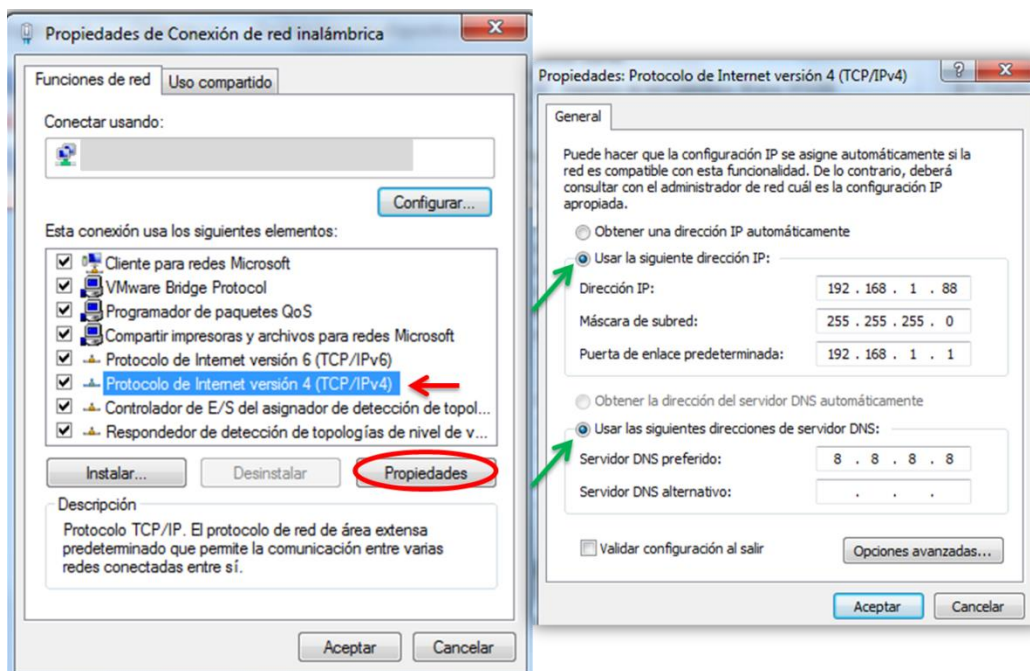 Propiedades de Conexión de red inalámbrica
Funciones de red
Uso compartido
Conectar usando:
Configurar...
Esta conexión usa los siguientes elementos:
Cliente para redes Microsoft
VMware Bridge Protocol
Programador de paquetes QoS
Compartir impresoras y archivos para redes Microsoft
Protocolo de Internet versión 6 (TCP/IPv6)
Protocolo de Internet versión 4 (TCP/IPv4)
Controlador de E/S del asignador de detección de topol...
Respondedor de detección de topologías de nivel de v...
Instalar...
Desinstalar
Propiedades
Descripción
Protocolo TCP/IP. El protocolo de red de área extensa
predeterminado que permite la comunicación entre varias
redes conectadas entre sí.
Aceptar
Cancelar
Propiedades: Protocolo de Internet versión 4 (TCP/IPv4)
General
Puede hacer que la configuración IP se asigne automáticamente si la
red es compatible con esta funcionalidad. De lo contrario, deberá
consultar con el administrador de red cuál es la configuración IP
apropiada.
Obtener una dirección IP automáticamente
Usar la siguiente dirección IP:
Dirección IP: 192 . 168 . 1 . 88
Máscara de subred: 255 . 255 . 255 . 0
Puerta de enlace predeterminada: 192 . 168 . 1 . 1
Obtener la dirección del servidor DNS automáticamente
Usar las siguientes direcciones de servidor DNS:
Servidor DNS preferido: 8 . 8 . 8 . 8
Servidor DNS alternativo: . . .
Validar configuración al salir
Opciones avanzadas...
Aceptar
Cancelar